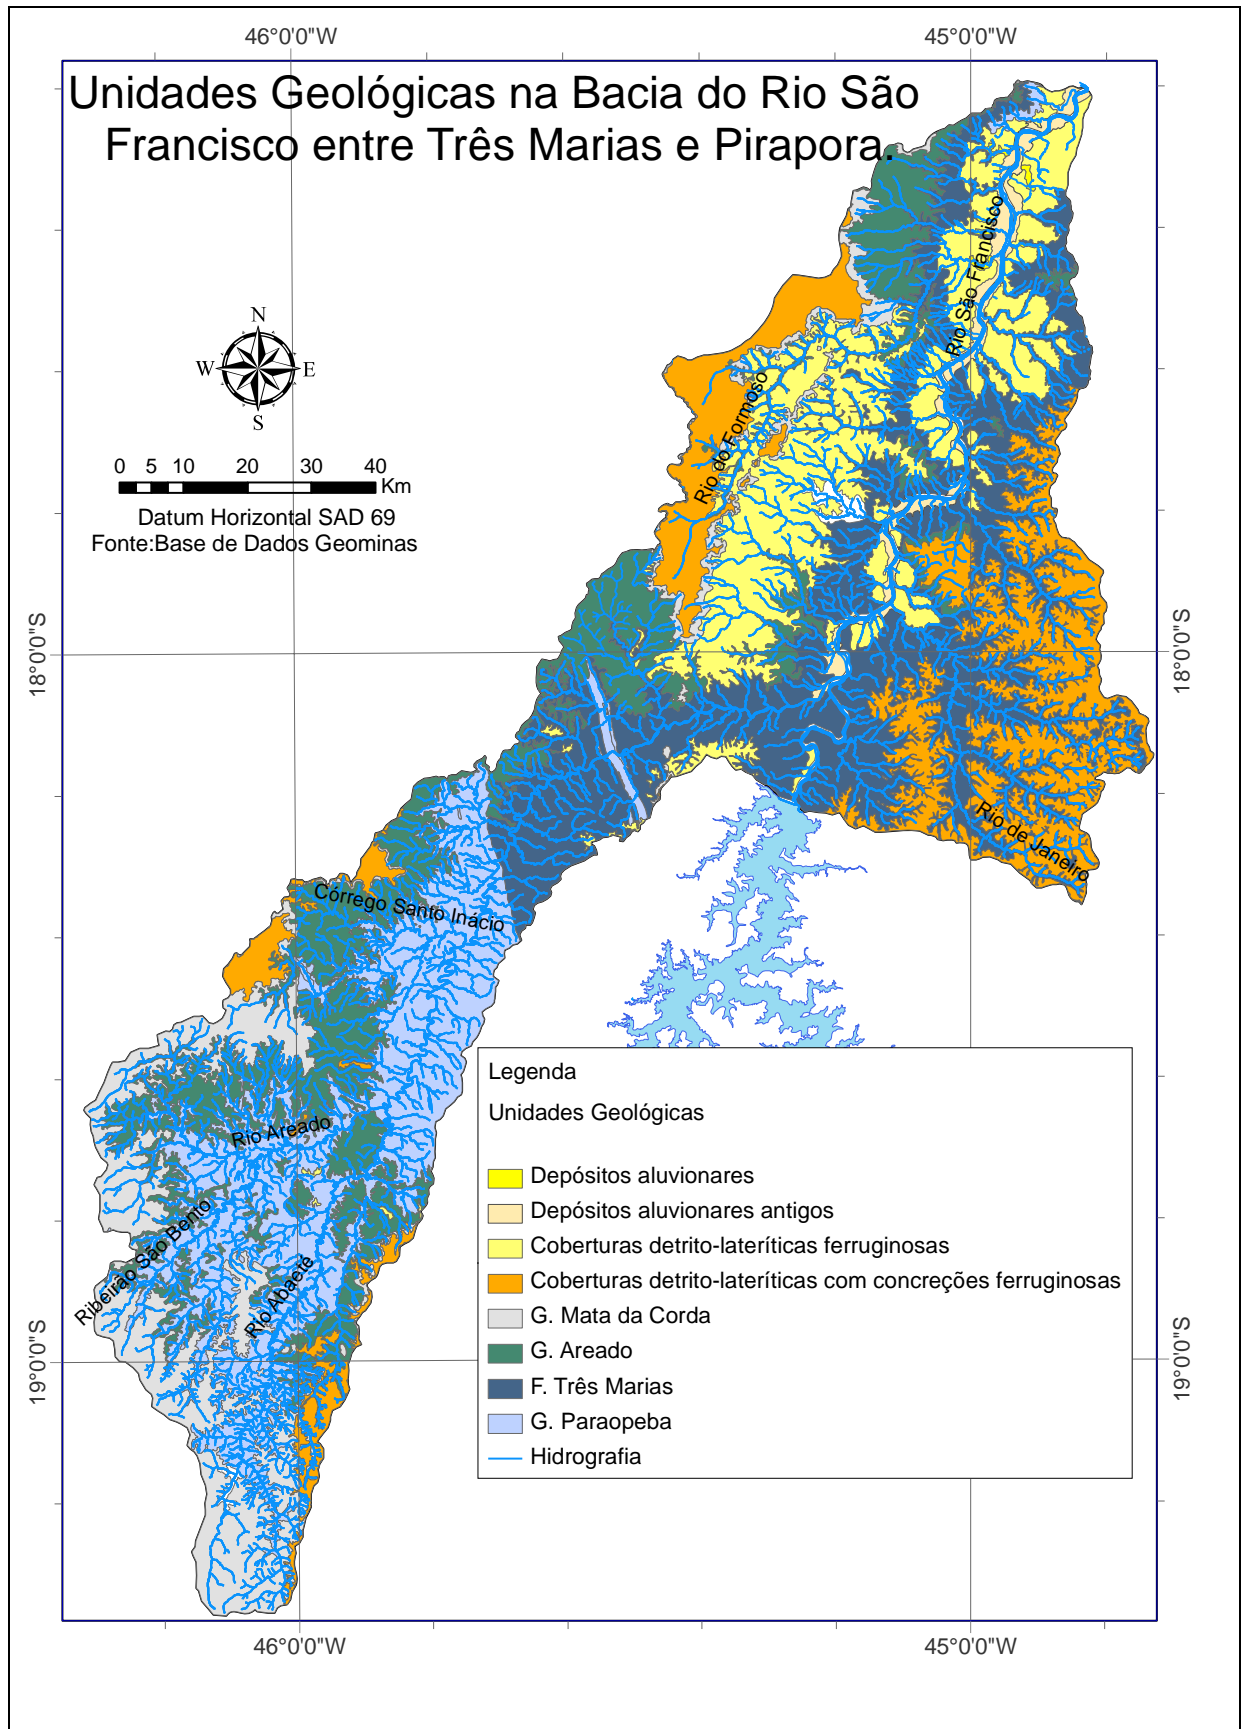 46°0'0"W
45°0'0"W
Unidades Geológicas na Bacia do Rio São
Francisco entre Três Marias e Pirapora.
N
W
E
S
0 5 10 20 30 40
Km
Datum Horizontal SAD 69
Fonte:Base de Dados Geominas
Rio São Francisco
Rio do Formoso
18°0'0"S
18°0'0"S
Rio de Janeiro
Córrego Santo Inácio
Rio Areado
Ribeirão São Bento
Rio Abaeté
19°0'0"S
19°0'0"S
Legenda
Unidades Geológicas
Depósitos aluvionares
Depósitos aluvionares antigos
Coberturas detrito-lateríticas ferruginosas
Coberturas detrito-lateríticas com concreções ferruginosas
G. Mata da Corda
G. Areado
F. Três Marias
G. Paraopeba
Hidrografia
46°0'0"W
45°0'0"W